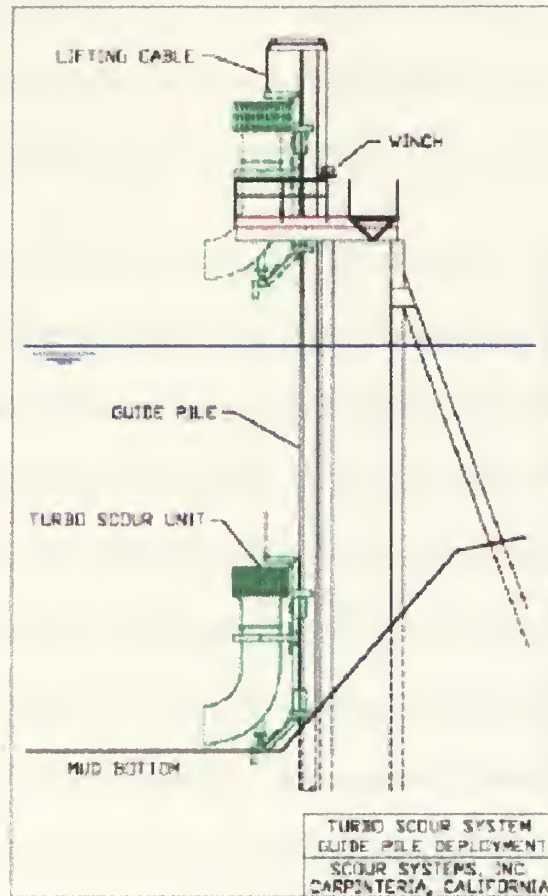 LIFTING CABLE
WINCH
GUIDE PILE
TURBO SCOUR UNIT
MUD BOTTOM
TURBO SCOUR SYSTEM
GUIDE PILE DEPLOYMENT
SCOUR SYSTEMS, INC
CARPINTERIA, CALIFORNIA